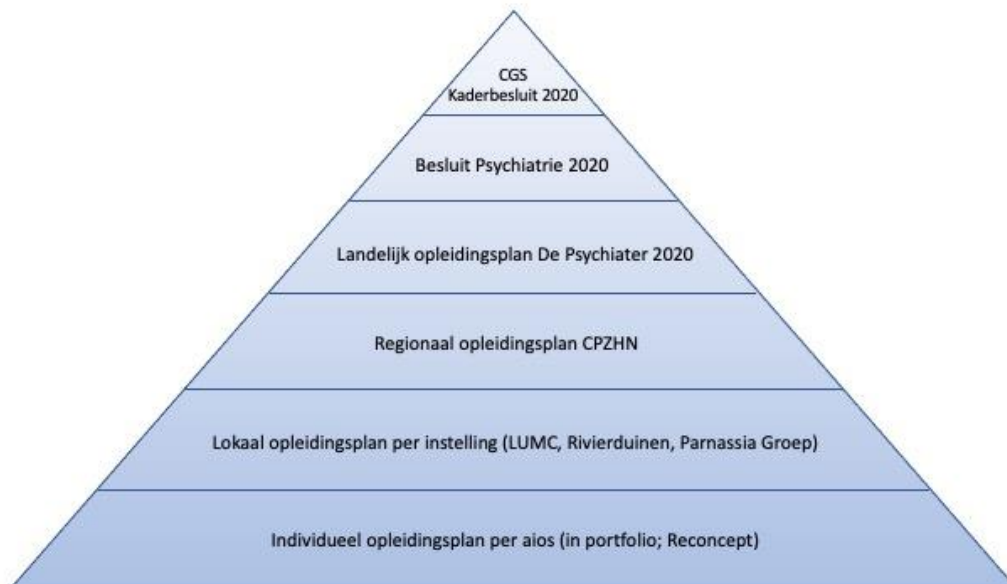 CGS
Kaderbesluit 2020
Besluit Psychiatrie 2020
Landelijk opleidingsplan De Psychiater 2020
Regionaal opleidingsplan CPZHN
Lokaal opleidingsplan per instelling (LUMC, Rivierduinen, Parnassia Groep)
Individueel opleidingsplan per aios (in portfolio; Reconcept)